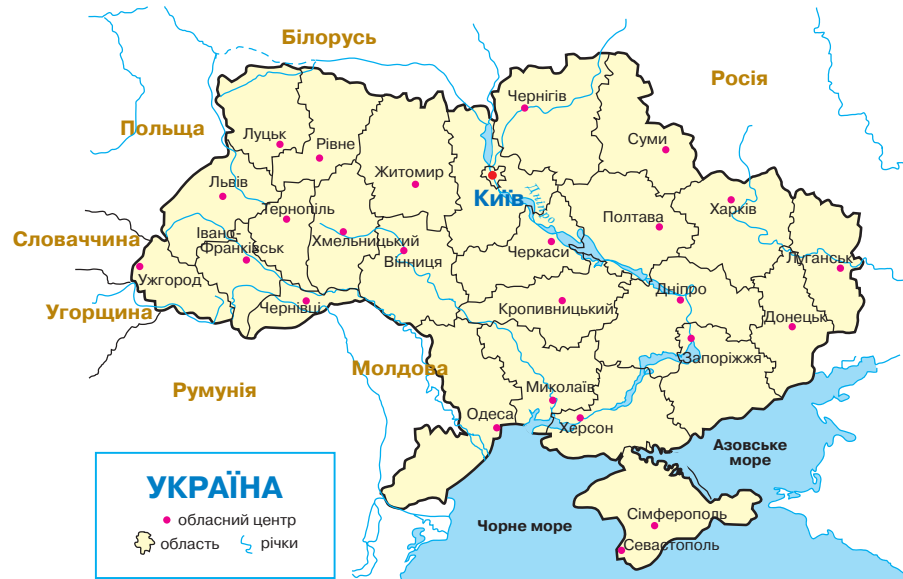 Білорусь
Росія
Польща
Словаччина
Угорщина
Румунія
Молдова
Чернігів
Луцьк
Рівне
Суми
Житомир
Київ
Дніпро
Львів
Тернопіль
Івано-
Франківськ
Хмельницький
Вінниця
Черкаси
Полтава
Харків
Луганськ
Ужгород
Чернівці
Кропивницький
Дніпро
Донецьк
Запоріжжя
Миколаїв
Одеса
Херсон
Азовське
море
Чорне море
Сімферополь
Севастополь
УКРАЇНА
обласний центр
область
річки